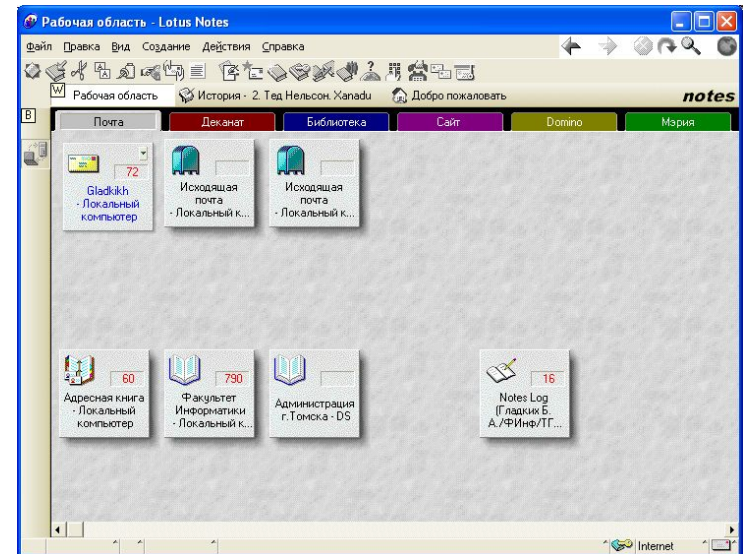 Рабочая область - Lotus Notes
Файл Правка Вид Создание Действия Справка
Рабочая область История - 2. Тед Нельсон. Xanadu Добро пожаловать notes
Почта Деканат Библиотека Сайт Domino Мэрия
72
Gladkikh
- Локальный
компьютер
Исходящая
почта
- Локальный к...
Исходящая
почта
- Локальный к...
60
Адресная книга
- Локальный
компьютер
790
Факультет
Информатики
- Локальный к...
Администрация
г.Томска - DS
16
Notes Log
(Гладких Б.
А./ФИнф/ТГ...
Internet